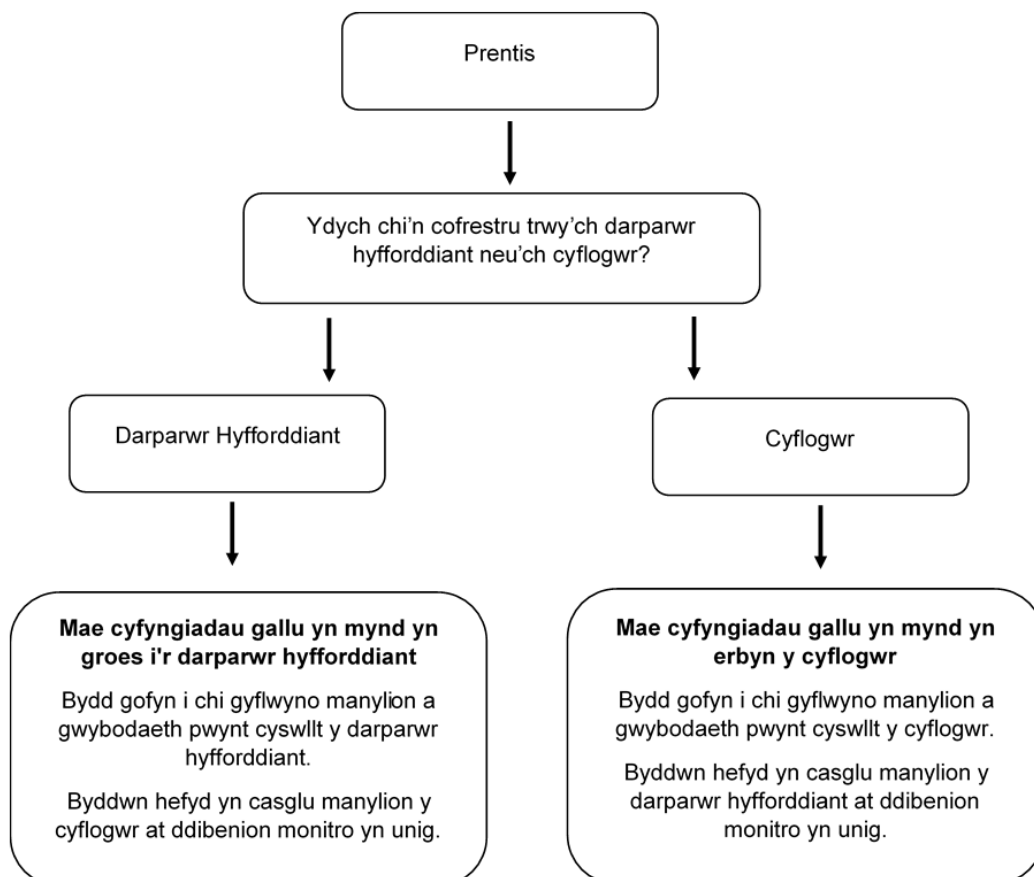 Prentis
Ydych chi'n cofrestru trwy'ch darparwr
hyfforddiant neu'ch cyflogwr?
Darparwr Hyfforddiant
Cyflogwr
Mae cyfyngiadau gallu yn mynd yn
groes i'r darparwr hyfforddiant
Bydd gofyn i chi gyflwyno manylion a
gwybodaeth pwynt cyswllt y darparwr
hyfforddiant.
Byddwn hefyd yn casglu manylion y
cyflogwr at ddibenion monitro yn unig.
Mae cyfyngiadau gallu yn mynd yn
erbyn y cyflogwr
Bydd gofyn i chi gyflwyno manylion a
gwybodaeth pwynt cyswllt y cyflogwr.
Byddwn hefyd yn casglu manylion y
darparwr hyfforddiant at ddibenion
monitro yn unig.